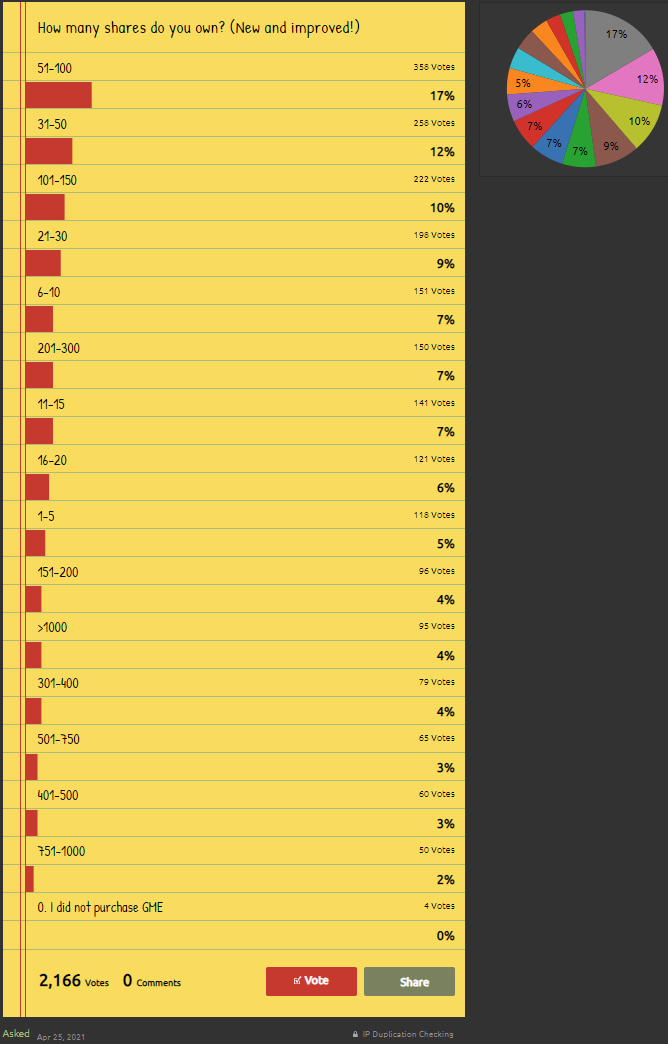 How many shares do you own? (New and improved!)
51-100 358 Votes
17%
31-50 258 Votes
12%
101-150 222 Votes
10%
21-30 198 Votes
9%
6-10 151 Votes
7%
201-300 150 Votes
7%
11-15 141 Votes
7%
16-20 121 Votes
6%
1-5 118 Votes
5%
151-200 96 Votes
4%
>1000 95 Votes
4%
301-400 79 Votes
4%
501-750 65 Votes
3%
401-500 60 Votes
3%
751-1000 50 Votes
2%
0. I did not purchase GME 4 Votes
0%
2,166 Votes 0 Comments Vote Share
Asked Apr 25, 2021 IP Duplication Checking
17%
12%
10%
9%
7%
7%
7%
6%
5%